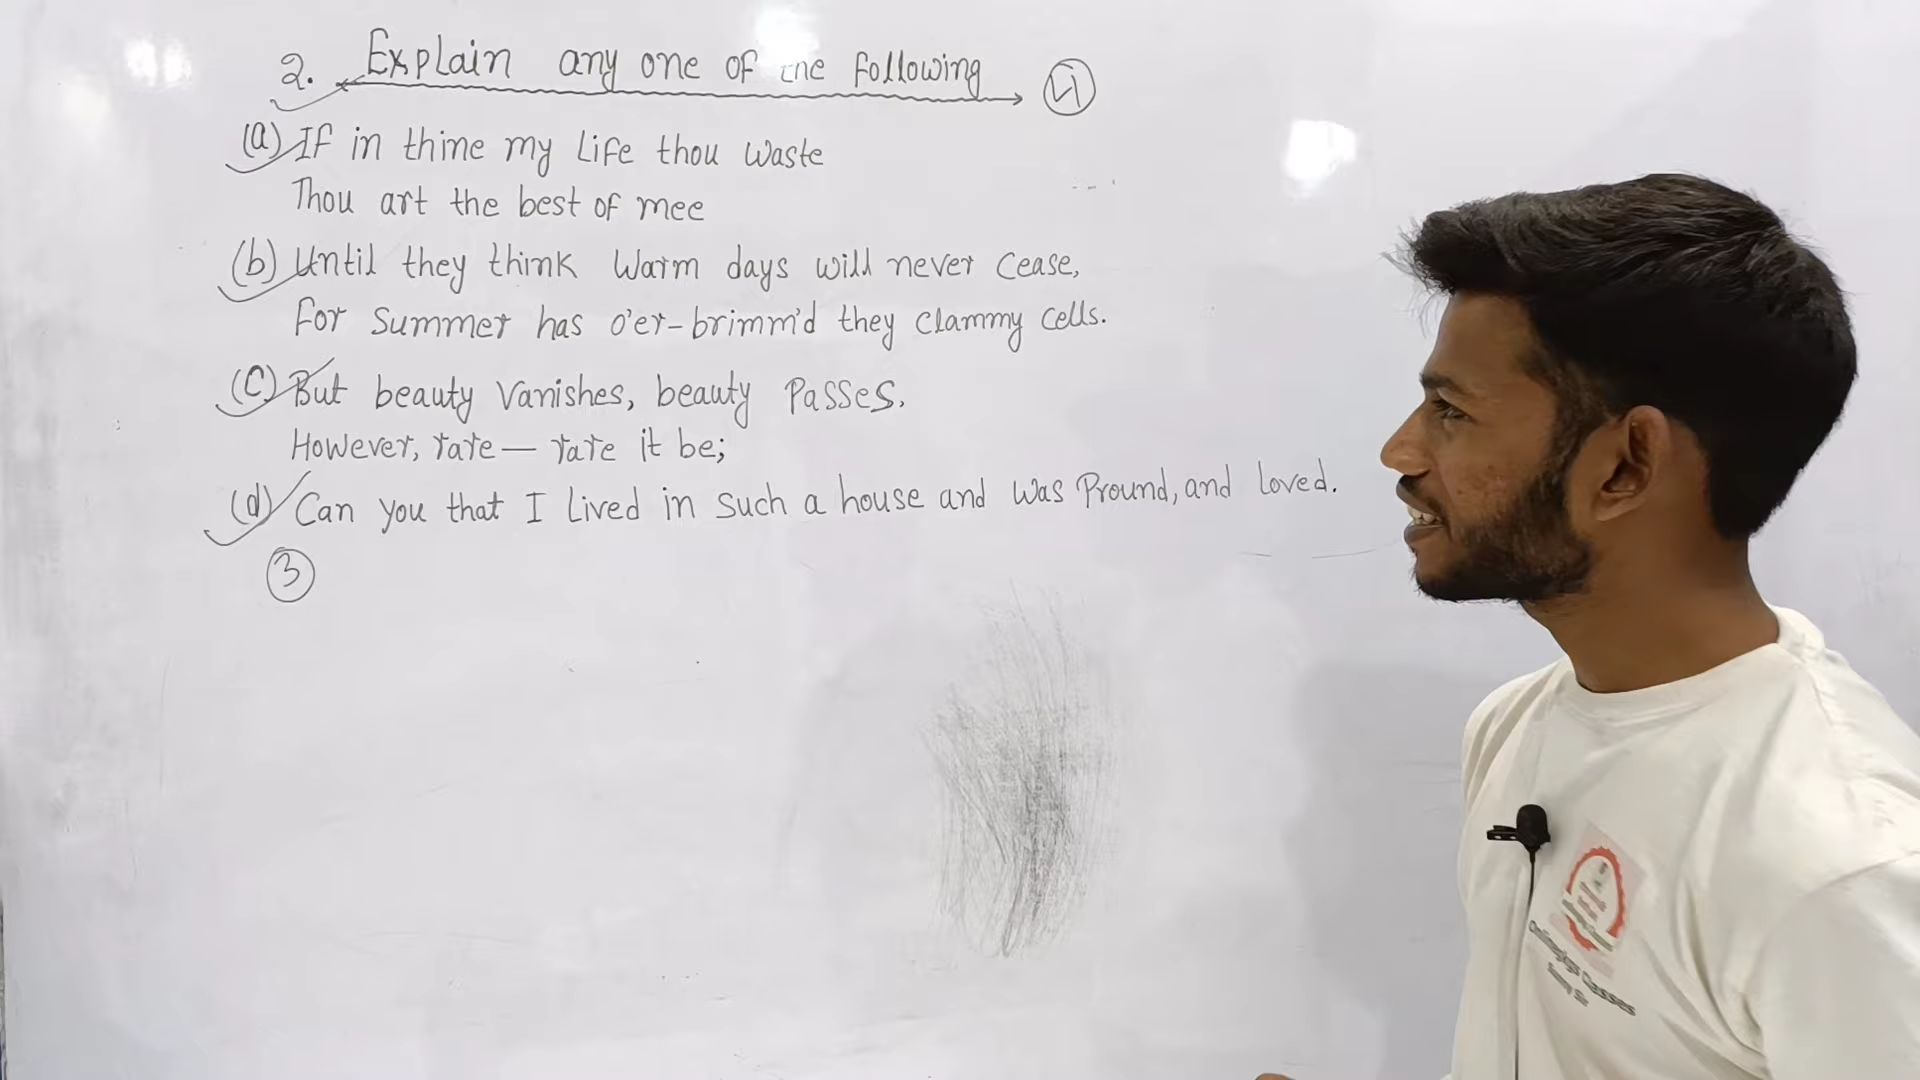 2. Explain any one of the following 4
(a) If in thine my Life thou waste
Thou art the best of mee
(b) Until they think Warm days will never cease,
For Summer has o'er-brimm'd they Clammy Cells.
(C) But beauty Vanishes, beauty Passes.
However, rare— rare it be;
(d) Can you that I Lived in such a house and was Pround, and Loved.
3